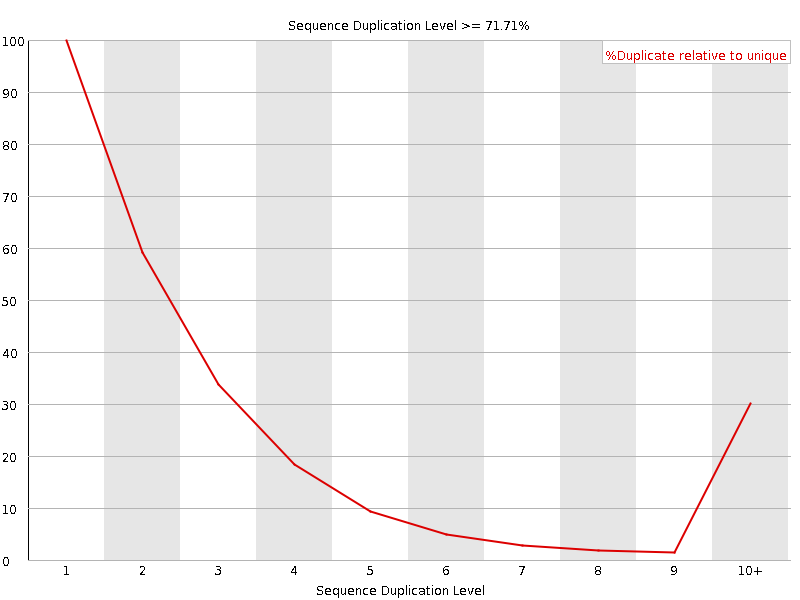 Sequence Duplication Level >= 71.71%
%Duplicate relative to unique
100
90
80
70
60
50
40
30
20
10
0
1 2 3 4 5 6 7 8 9 10+
Sequence Duplication Level